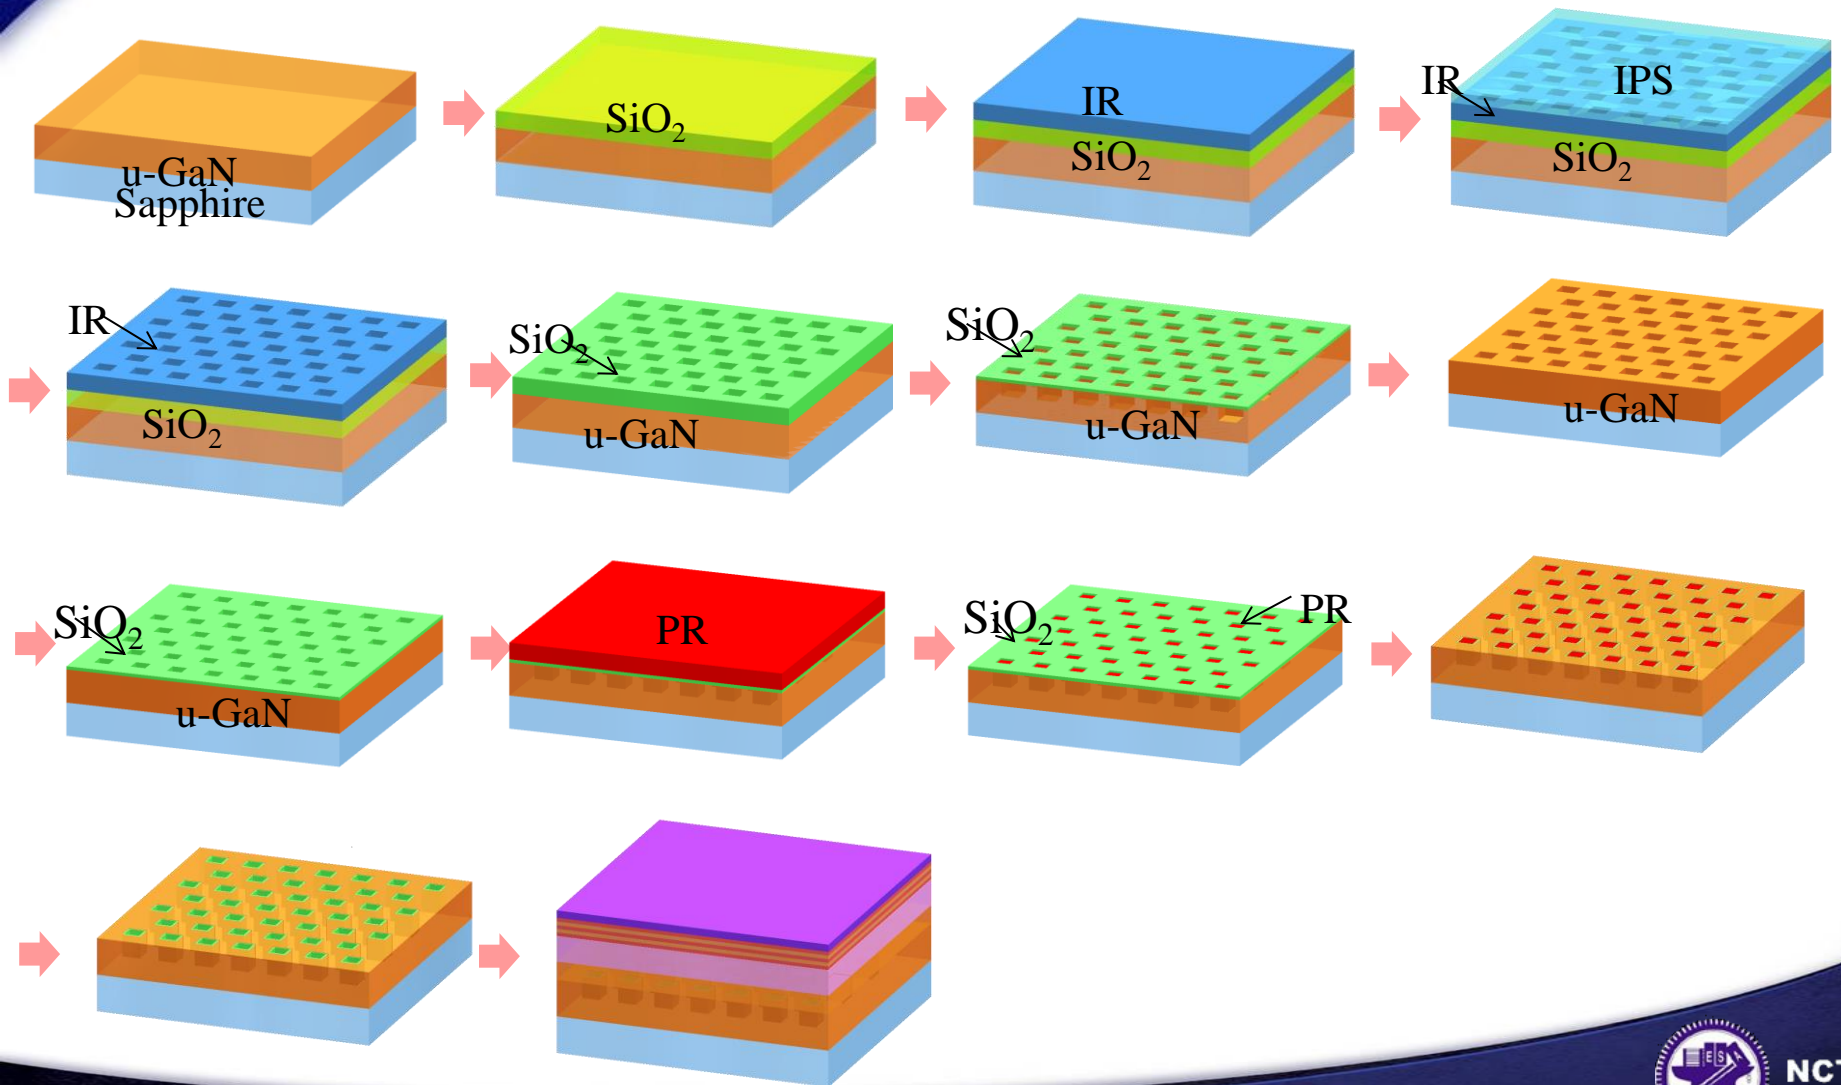 u-GaN
Sapphire
SiO₂
IR
SiO₂
IR
IPS
SiO₂
IR
SiO₂
SiO₂
u-GaN
SiO₂
u-GaN
u-GaN
SiO₂
u-GaN
PR
SiO₂
PR
ES